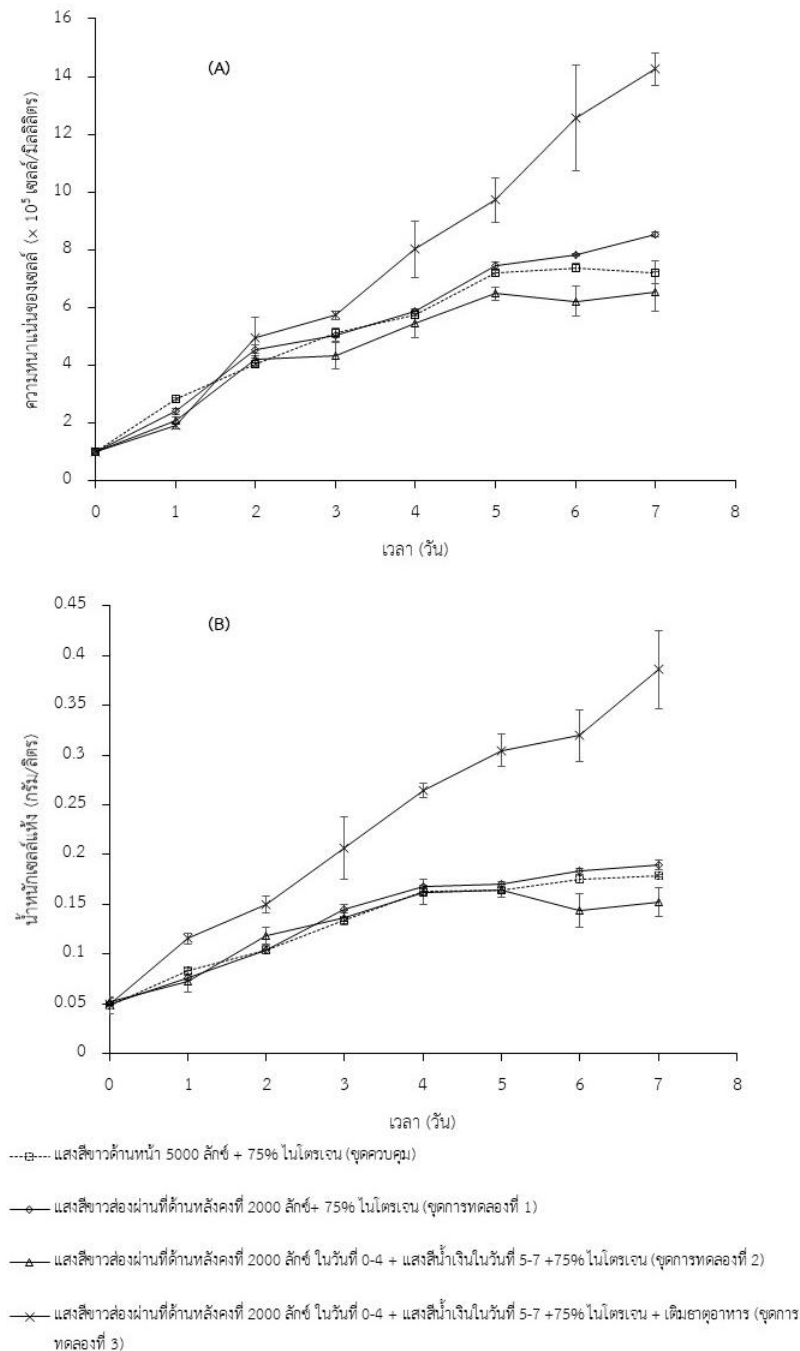 (A)
ความหนาแน่นของเซลล์ (× 10⁵ เซลล์/มิลลิลิตร)
16
14
12
10
8
6
4
2
0
0 1 2 3 4 5 6 7 8
เวลา (วัน)
(B)
น้ำหนักเซลล์แห้ง (กรัม/ลิตร)
0.45
0.4
0.35
0.3
0.25
0.2
0.15
0.1
0.05
0
0 1 2 3 4 5 6 7 8
เวลา (วัน)
แสงสีขาวด้านหน้า 5000 ลักซ์ + 75% ไนโตรเจน (ชุดควบคุม)
แสงสีขาวส่องผ่านที่ด้านหลังคงที่ 2000 ลักซ์+ 75% ไนโตรเจน (ชุดการทดลองที่ 1)
แสงสีขาวส่องผ่านที่ด้านหลังคงที่ 2000 ลักซ์ ในวันที่ 0-4 + แสงสีน้ำเงินในวันที่ 5-7 +75% ไนโตรเจน (ชุดการทดลองที่ 2)
แสงสีขาวส่องผ่านที่ด้านหลังคงที่ 2000 ลักซ์ ในวันที่ 0-4 + แสงสีน้ำเงินในวันที่ 5-7 +75% ไนโตรเจน + เติมธาตุอาหาร (ชุดการ
ทดลองที่ 3)